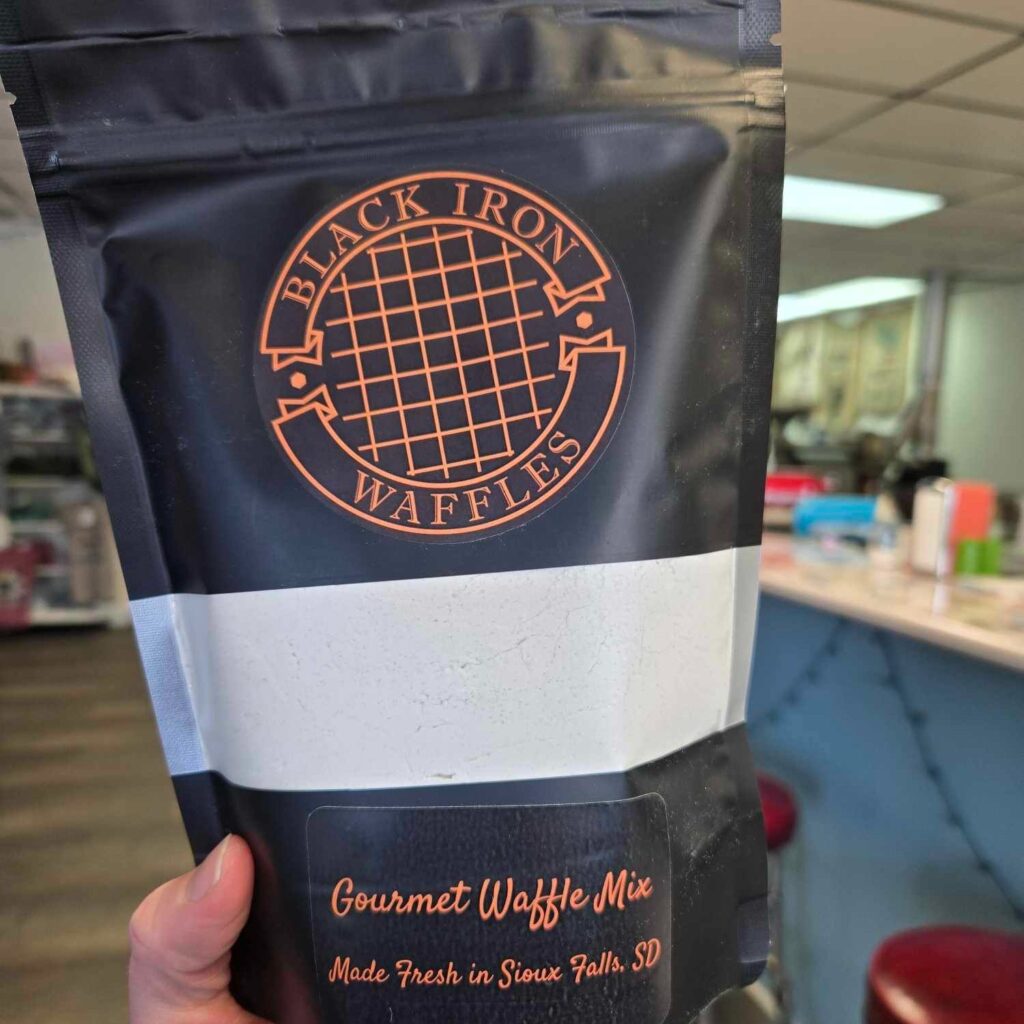 BLACK IRON
WAFFLES
Gourmet Waffle Mix
Made Fresh in Sioux Falls, SD